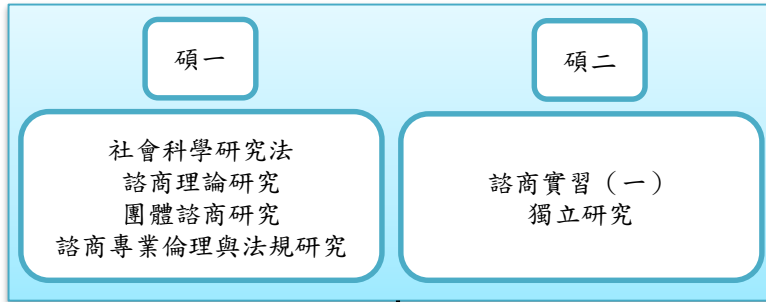 碩一
社會科學研究法
諮商理論研究
團體諮商研究
諮商專業倫理與法規研究
碩二
諮商實習（一）
獨立研究